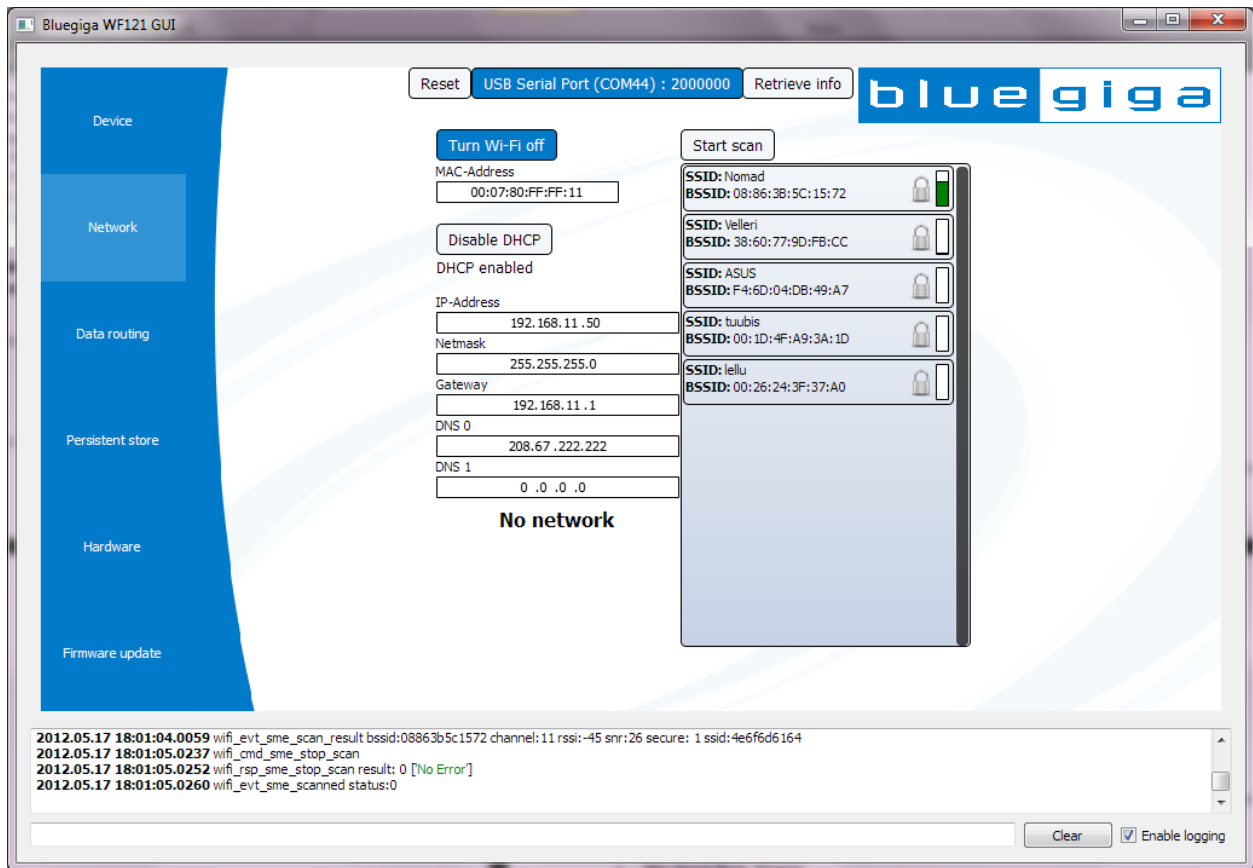 Bluegiga WF121 GUI
Reset
USB Serial Port (COM44) : 2000000
Retrieve info
bluegiga
Device
Network
Data routing
Persistent store
Hardware
Firmware update
Turn Wi-Fi off
MAC-Address
00:07:80:FF:FF:11
Disable DHCP
DHCP enabled
IP-Address
192.168.11.50
Netmask
255.255.255.0
Gateway
192.168.11.1
DNS 0
208.67.222.222
DNS 1
0.0.0.0
No network
Start scan
SSID: Nomad
BSSID: 08:86:3B:5C:15:72
SSID: Velleri
BSSID: 38:60:77:9D:FB:CC
SSID: ASUS
BSSID: F4:6D:04:DB:49:A7
SSID: tuubis
BSSID: 00:1D:4F:A9:3A:1D
SSID: lellu
BSSID: 00:26:24:3F:37:A0
2012.05.17 18:01:04.0059 wifi_evt_sme_scan_result bssid:08863b5c1572 channel:11 rssi:-45 snr:26 secure: 1 ssid:4e6f6d6164
2012.05.17 18:01:05.0237 wifi_cmd_sme_stop_scan
2012.05.17 18:01:05.0252 wifi_rsp_sme_stop_scan result: 0 ['No Error']
2012.05.17 18:01:05.0260 wifi_evt_sme_scanned status:0
Clear
Enable logging